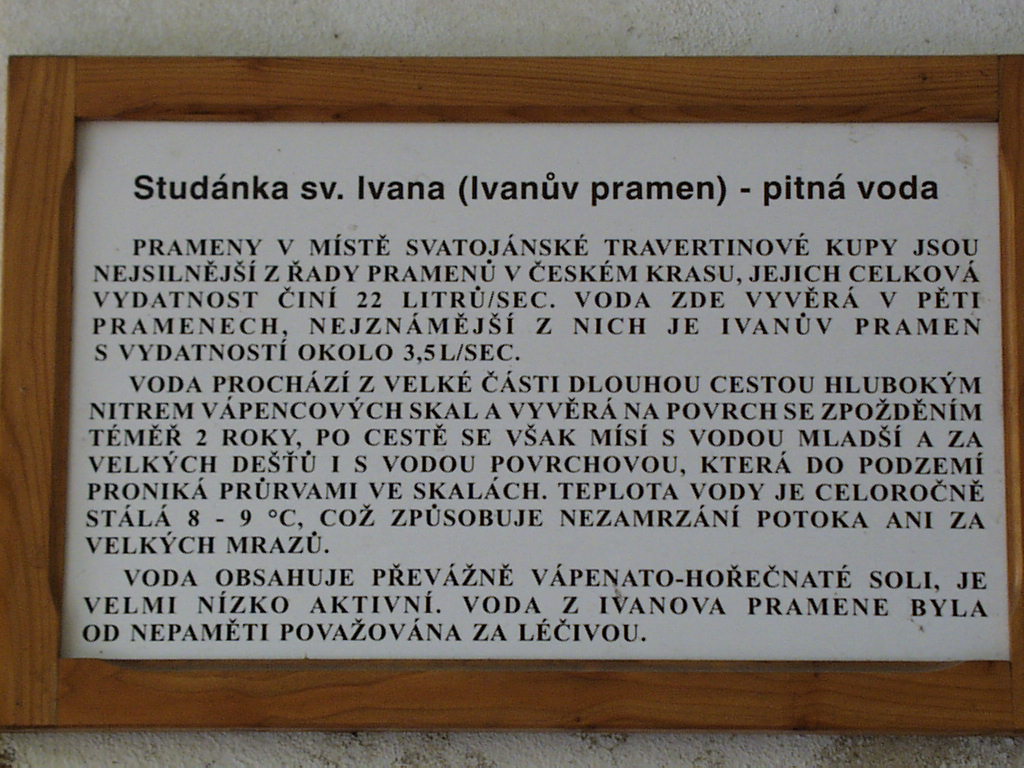 Studánka sv. Ivana (Ivanův pramen) - pitná voda
PRAMENY V MÍSTĚ SVATOJÁNSKÉ TRAVERTINOVÉ KUPY JSOU
NEJSILNĚJŠÍ Z ŘADY PRAMENŮ V ČESKÉM KRASU, JEJICH CELKOVÁ
VYDATNOST ČINÍ 22 LITRŮ/SEC. VODA ZDE VYVĚRÁ V PĚTI
PRAMENECH, NEJZNÁMĚJŠÍ Z NICH JE IVANŮV PRAMEN
S VYDATNOSTÍ OKOLO 3,5L/SEC.
VODA PROCHÁZÍ Z VELKÉ ČÁSTI DLOUHOU CESTOU HLUBOKÝM
NITREM VÁPENCOVÝCH SKAL A VYVĚRÁ NA POVRCH SE ZPOŽDĚNÍM
TÉMĚŘ 2 ROKY, PO CESTĚ SE VŠAK MÍSÍ S VODOU MLADŠÍ A ZA
VELKÝCH DEŠŤŮ I S VODOU POVRCHOVOU, KTERÁ DO PODZEMÍ
PRONIKÁ PRŮRVAMI VE SKALÁCH. TEPLOTA VODY JE CELOROČNĚ
STÁLÁ 8 - 9 °C, COŽ ZPŮSOBUJE NEZAMRZÁNÍ POTOKA ANI ZA
VELKÝCH MRAZŮ.
VODA OBSAHUJE PŘEVÁŽNĚ VÁPENATO-HOŘEČNATÉ SOLI, JE
VELMI NÍZKO AKTIVNÍ. VODA Z IVANOVA PRAMENE BYLA
OD NEPAMĚTI POVAŽOVÁNA ZA LÉČIVOU.